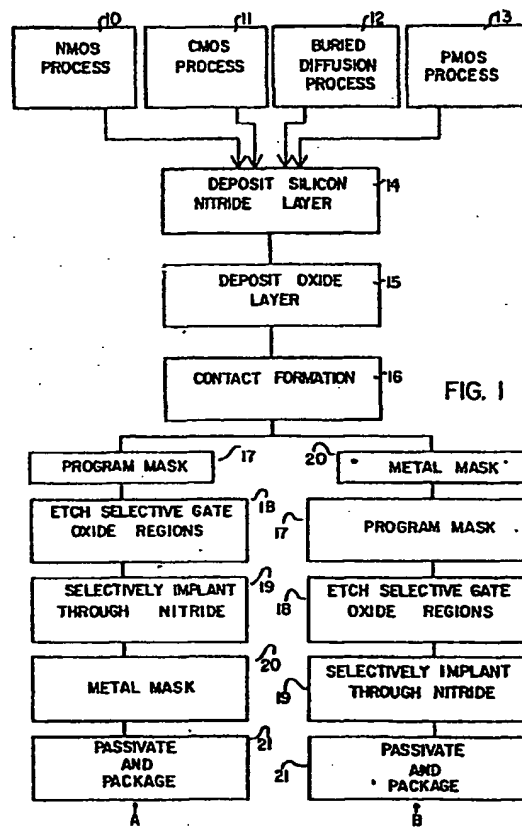 10
NMOS
PROCESS
11
CMOS
PROCESS
12
BURIED
DIFFUSION
PROCESS
13
PMOS
PROCESS
DEPOSIT SILICON
NITRIDE LAYER
14
DEPOSIT OXIDE
LAYER
15
CONTACT FORMATION
16
FIG. 1
PROGRAM MASK
17
ETCH SELECTIVE GATE
OXIDE REGIONS
18
SELECTIVELY IMPLANT
THROUGH NITRIDE
19
METAL MASK
20
PASSIVATE
AND
PACKAGE
21
A
20
METAL MASK
17
PROGRAM MASK
18
ETCH SELECTIVE GATE
OXIDE REGIONS
19
SELECTIVELY IMPLANT
THROUGH NITRIDE
21
PASSIVATE
AND
PACKAGE
B